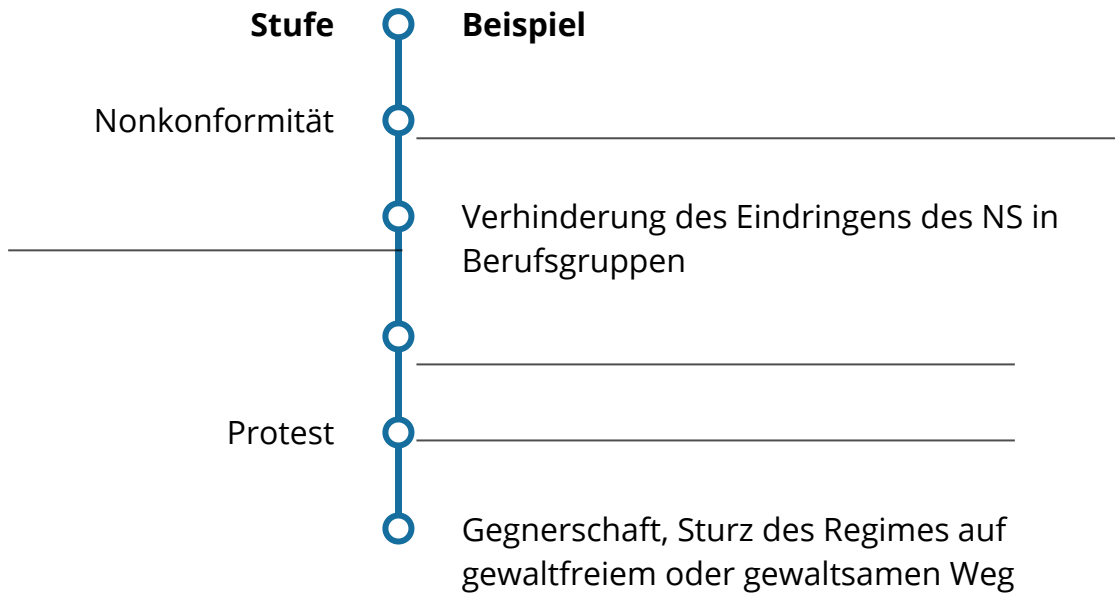 Stufe Beispiel
Nonkonformität
Verhinderung des Eindringens des NS in
Berufsgruppen
Protest
Gegnerschaft, Sturz des Regimes auf
gewaltfreiem oder gewaltsamen Weg